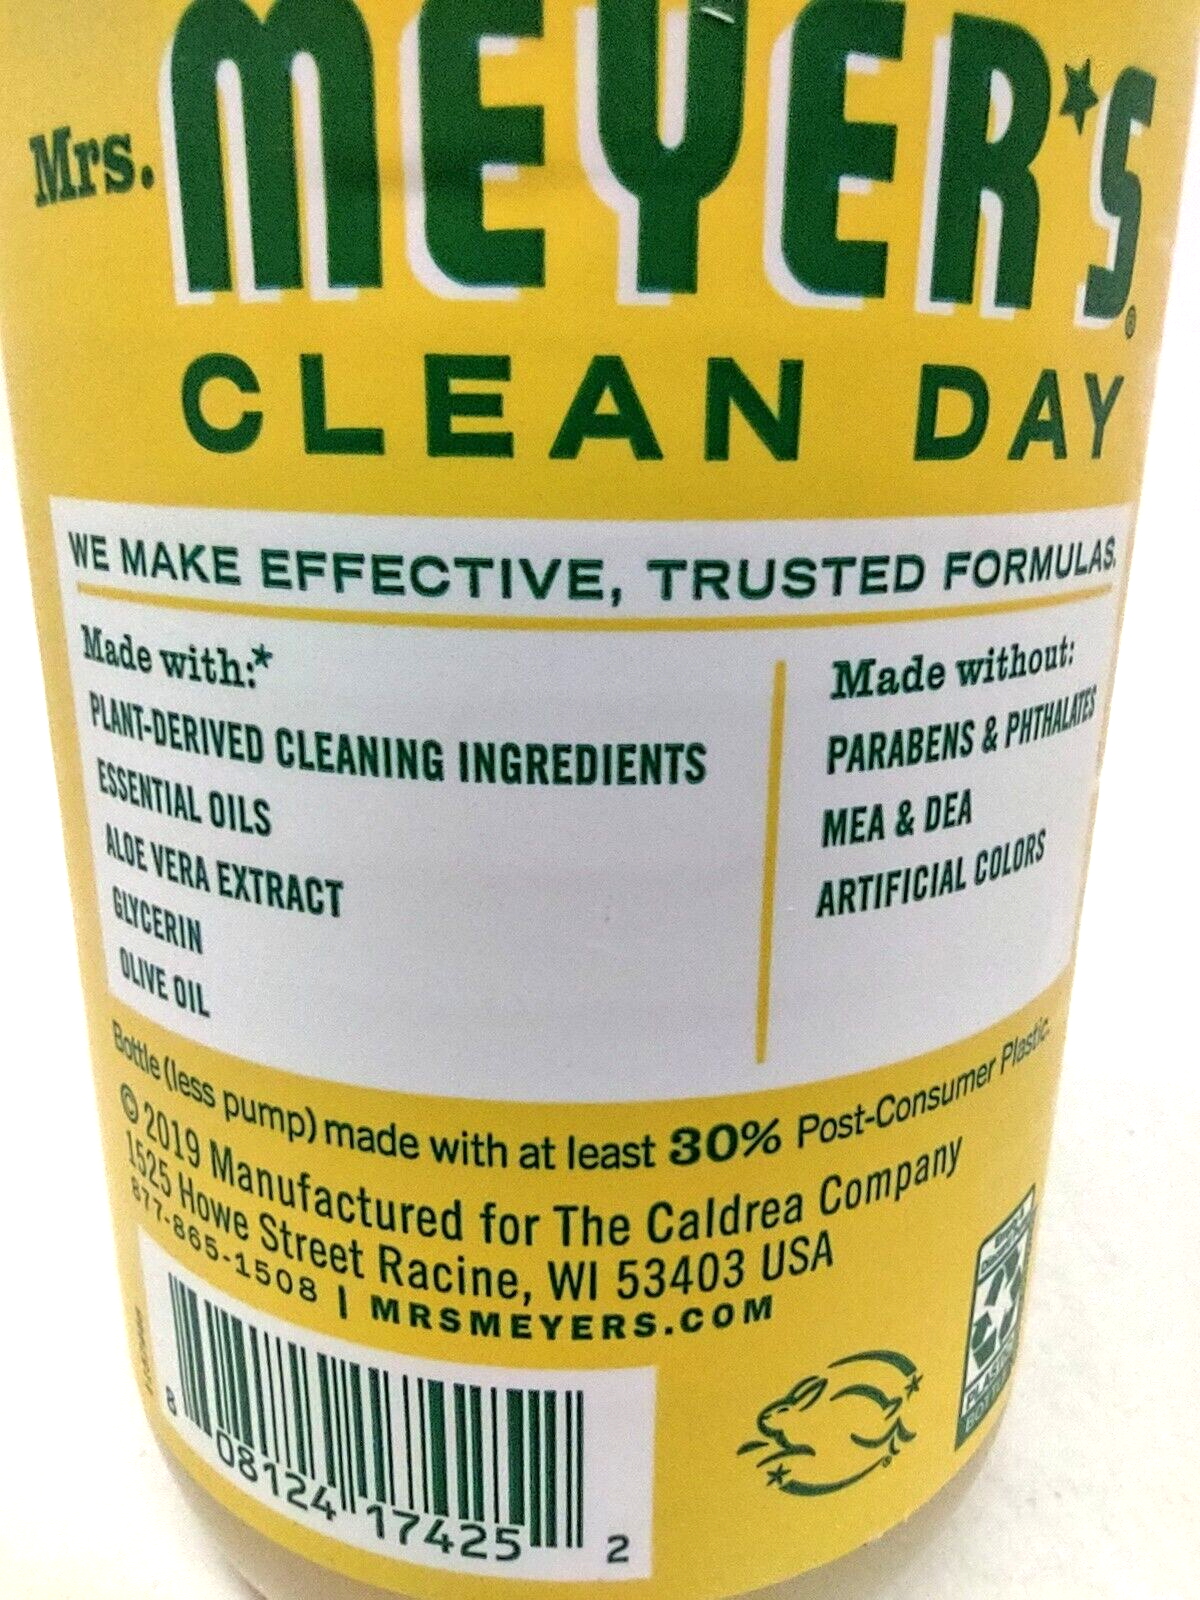 Mrs. MEYER'S®
CLEAN DAY
WE MAKE EFFECTIVE, TRUSTED FORMULAS.
Made with:*
PLANT-DERIVED CLEANING INGREDIENTS
ESSENTIAL OILS
ALOE VERA EXTRACT
GLYCERIN
OLIVE OIL
Made without:
PARABENS & PHTHALATES
MEA & DEA
ARTIFICIAL COLORS
Bottle (less pump) made with at least 30% Post-Consumer Plastic.
© 2019 Manufactured for The Caldrea Company
1525 Howe Street Racine, WI 53403 USA
877-865-1508 | MRSMEYERS.COM
8 08124 17425 2
PLASTIC